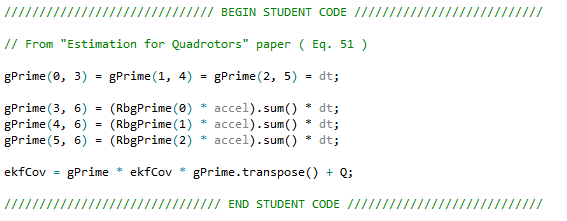 /////////////////////////////// BEGIN STUDENT CODE ////////////////////////////
// From "Estimation for Quadrotors" paper ( Eq. 51 )
gPrime(0, 3) = gPrime(1, 4) = gPrime(2, 5) = dt;
gPrime(3, 6) = (RbgPrime(0) * accel).sum() * dt;
gPrime(4, 6) = (RbgPrime(1) * accel).sum() * dt;
gPrime(5, 6) = (RbgPrime(2) * accel).sum() * dt;
ekfCov = gPrime * ekfCov * gPrime.transpose() + Q;
//////////////////////////////// END STUDENT CODE /////////////////////////////